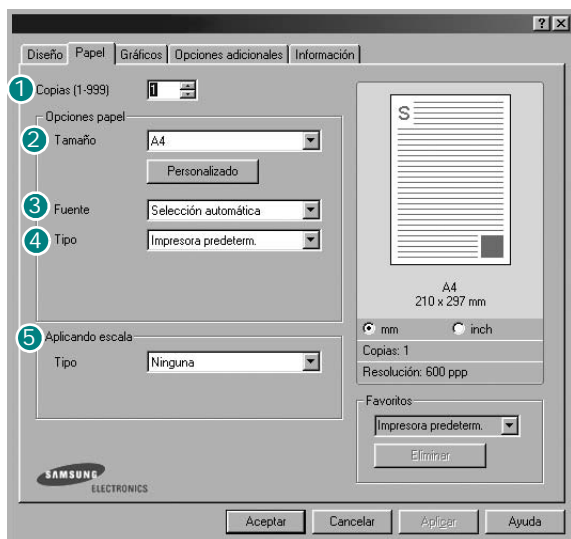 Diseño Papel Gráficos Opciones adicionales Información
1 Copias (1-999) 1
Opciones papel
2 Tamaño A4
Personalizado
3 Fuente Selección automática
4 Tipo Impresora predeterm.
5 Aplicando escala
Tipo Ninguna
S
A4
210 x 297 mm
mm inch
Copias: 1
Resolución: 600 ppp
Favoritos
Impresora predeterm.
Eliminar
SAMSUNG
ELECTRONICS
Aceptar Cancelar Aplicar Ayuda